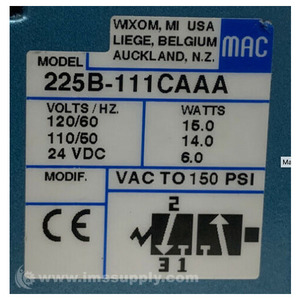 WIXOM, MI USA
LIEGE, BELGIUM
AUCKLAND, N.Z.
MAC
MODEL
225B-111CAAA
VOLTS/HZ. WATTS
120/60 15.0
110/50 14.0
24 VDC 6.0
MODIF. VAC TO 150 PSI
CE
2
3 1
www.imssupply.com
Ma